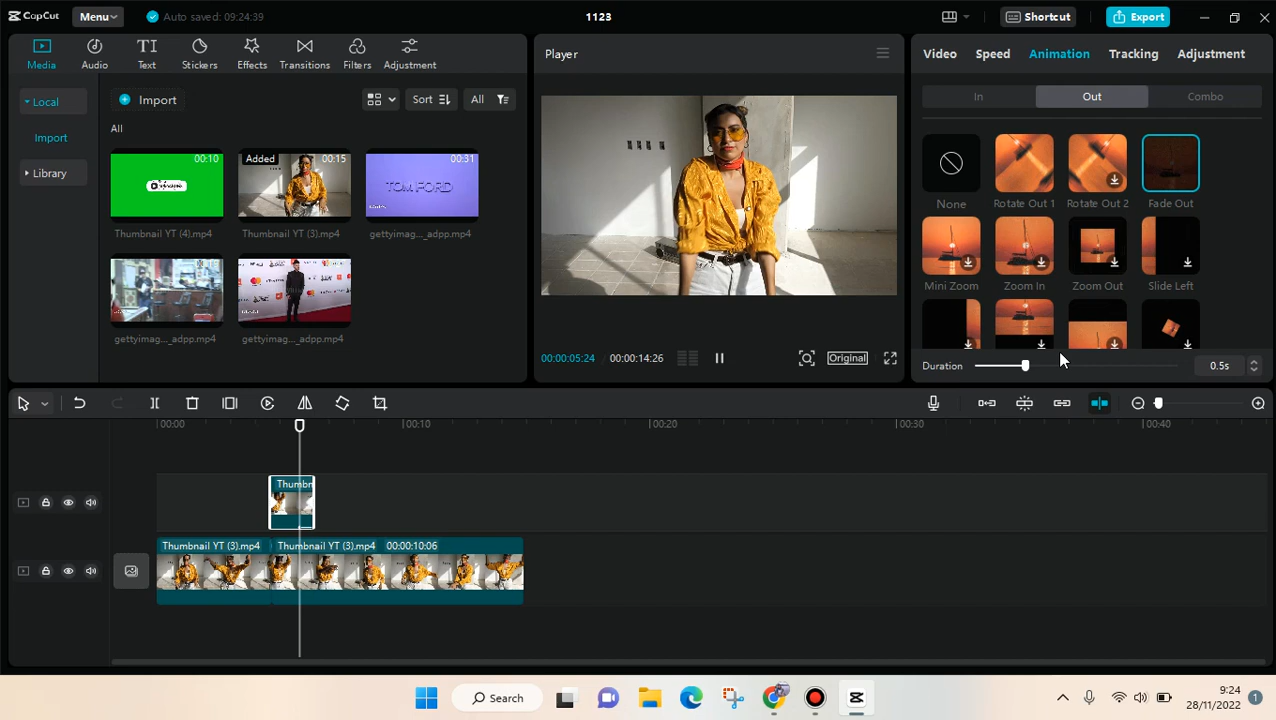 CapCut Menu Auto saved: 09:24:39 1123 Shortcut Export
Media Audio Text Stickers Effects Transitions Filters Adjustment
Player
Video Speed Animation Tracking Adjustment
Local
Import
Library
Import Sort All
All
In Out Combo
00:10
Added 00:15
TOM FORD 00:31
Thumbnail YT (4).mp4 Thumbnail YT (3).mp4 gettyimag..._adpp.mp4
gettyimag..._adpp.mp4 gettyimag..._adpp.mp4
None Rotate Out 1 Rotate Out 2 Fade Out
Mini Zoom Zoom In Zoom Out Slide Left
00:00:05:24 00:00:14:26 Original
Duration 0.5s
00:00 00:10 00:20 00:30 00:40
Thumbn
Thumbnail YT (3).mp4 Thumbnail YT (3).mp4 00:00:10:06
Search
9:24
28/11/2022
1